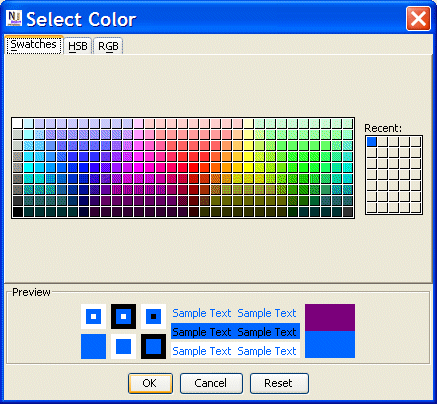 N Select Color
Swatches HSB RGB
Recent:
Preview
Sample Text Sample Text
Sample Text Sample Text
Sample Text Sample Text
OK Cancel Reset